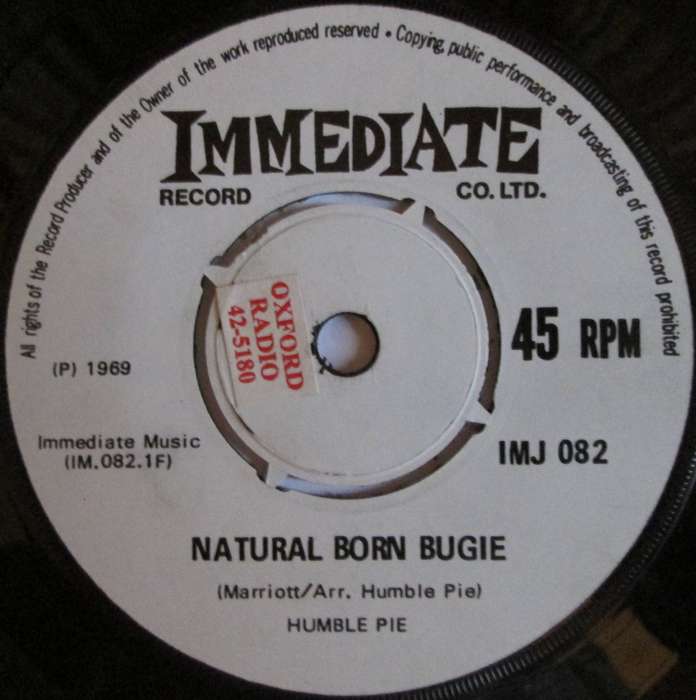 All rights of the Record Producer and of the Owner of the work reproduced reserved • Copying, public performance and broadcasting of this record prohibited
IMMEDIATE
RECORD CO. LTD.
OXFORD
RADIO
42-5180
45 RPM
(P) 1969
Immediate Music
(IM.082.1F)
IMJ 082
NATURAL BORN BUGIE
(Marriott/Arr. Humble Pie)
HUMBLE PIE